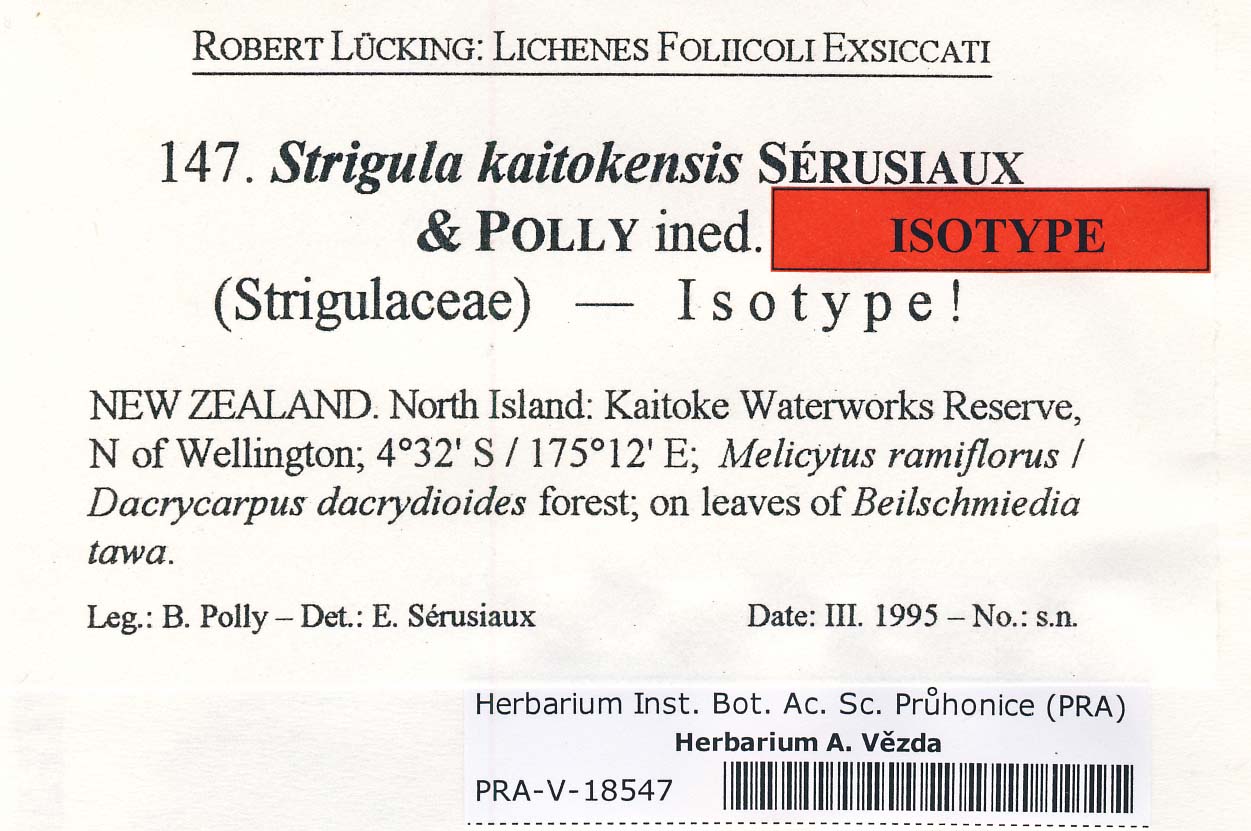 ROBERT LÜCKING: LICHENES FOLIICOLI EXSICCATI
147. Strigula kaitokensis SÉRUSIAUX
& POLLY ined.
ISOTYPE
(Strigulaceae) — Isotype!
NEW ZEALAND. North Island: Kaitoke Waterworks Reserve,
N of Wellington; 4°32' S / 175°12' E; Melicytus ramiflorus /
Dacrycarpus dacrydioides forest; on leaves of Beilschmiedia
tawa.
Leg.: B. Polly – Det.: E. Sérusiaux Date: III. 1995 – No.: s.n.
Herbarium Inst. Bot. Ac. Sc. Průhonice (PRA)
Herbarium A. Vězda
PRA-V-18547